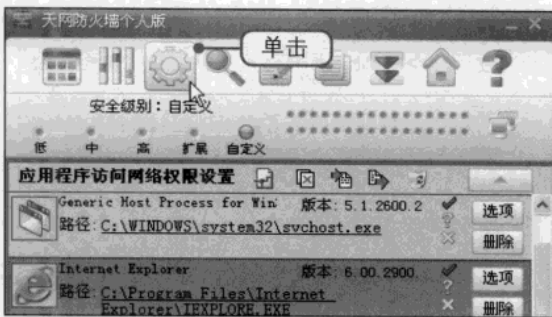 天网防火墙个人版
单击
安全级别：自定义
低 中 高 扩展 自定义
应用程序访问网络权限设置
Generic Host Process for Win 版本: 5.1.2600.2 选项
路径: C:\WINDOWS\system32\svchost.exe 删除
Internet Explorer 版本: 6.00.2900. 选项
路径: C:\Program Files\Internet
Explorer\IEXPLORE.EXE 删除